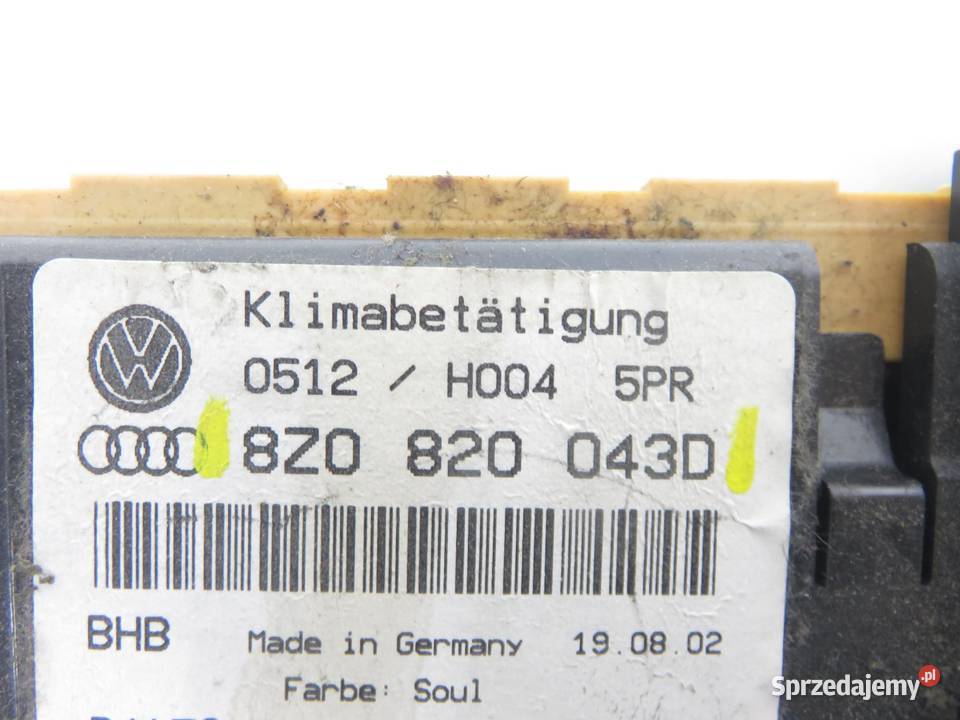 Klimabetätigung
0512 / H004 5PR
8Z0 820 043D
BHB Made in Germany 19.08.02
Farbe: Soul
Sprzedajemy.pl